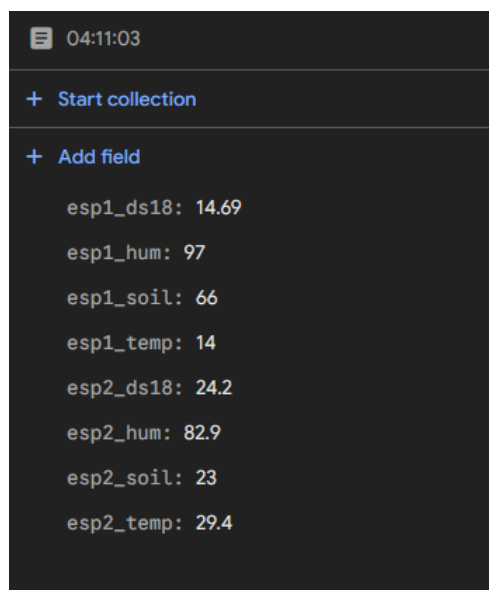 04:11:03
+ Start collection
+ Add field
esp1_ds18: 14.69
esp1_hum: 97
esp1_soil: 66
esp1_temp: 14
esp2_ds18: 24.2
esp2_hum: 82.9
esp2_soil: 23
esp2_temp: 29.4